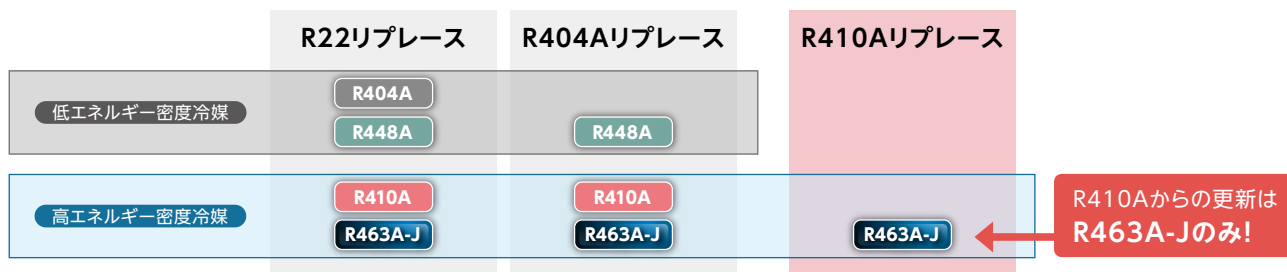 R22リプレース
R404Aリプレース
R410Aリプレース
低エネルギー密度冷媒
R404A
R448A
R448A
高エネルギー密度冷媒
R410A
R410A
R463A-J
R463A-J
R463A-J
R410Aからの更新は
R463A-Jのみ!